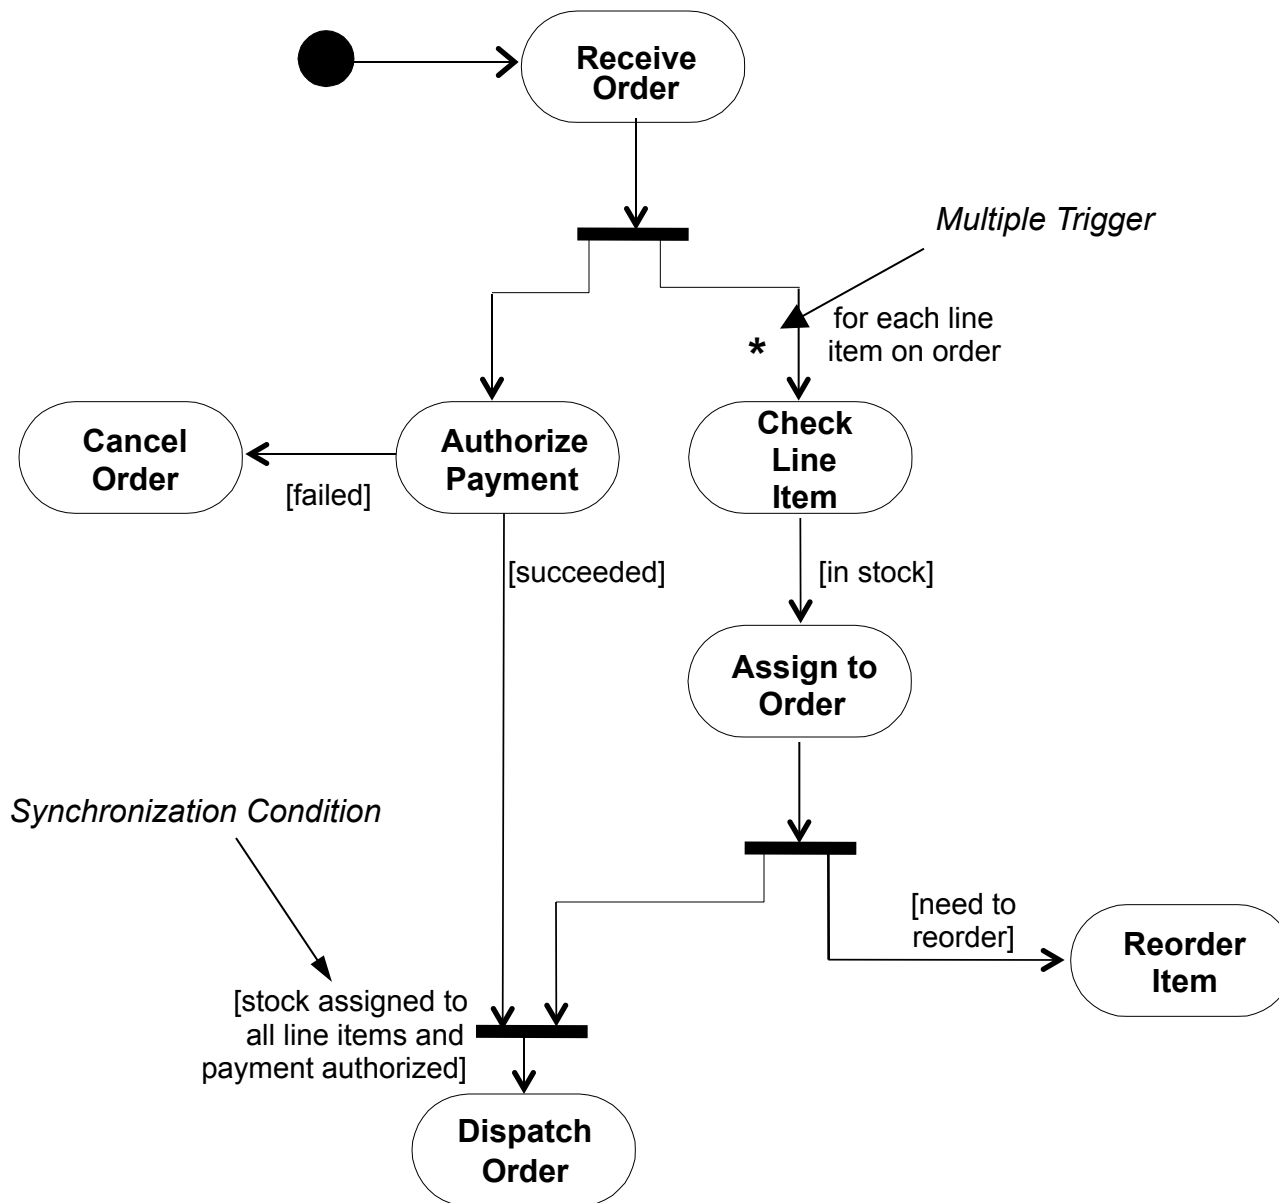 Receive
Order
Multiple Trigger
for each line
item on order
*
Cancel
Order
Authorize
Payment
Check
Line
Item
[failed]
[succeeded]
[in stock]
Assign to
Order
Synchronization Condition
[need to
reorder]
Reorder
Item
[stock assigned to
all line items and
payment authorized]
Dispatch
Order